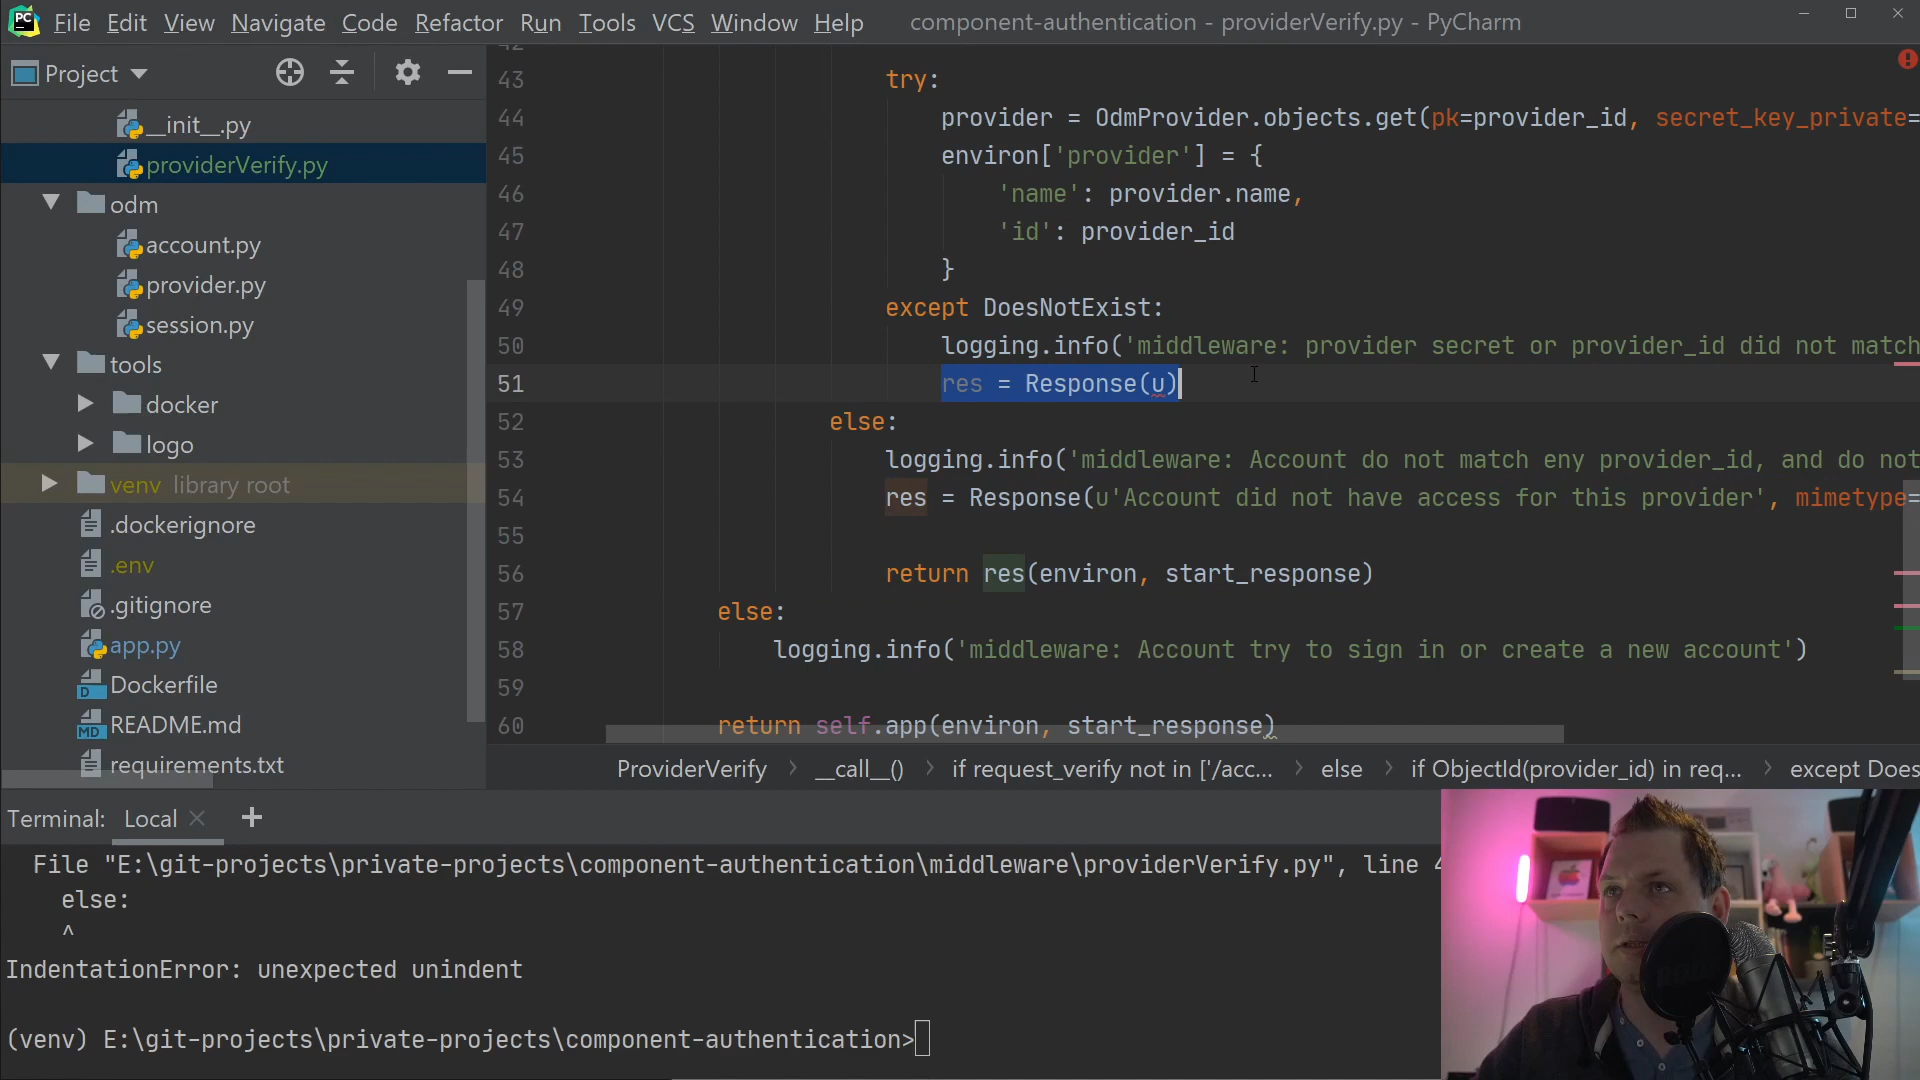 PC File Edit View Navigate Code Refactor Run Tools VCS Window Help component-authentication - providerVerify.py - PyCharm
Project
__init__.py
providerVerify.py
odm
account.py
provider.py
session.py
tools
docker
logo
venv library root
.dockerignore
.env
.gitignore
app.py
Dockerfile
README.md
requirements.txt
43 try:
44 provider = OdmProvider.objects.get(pk=provider_id, secret_key_private=
45 environ['provider'] = {
46 'name': provider.name,
47 'id': provider_id
48 }
49 except DoesNotExist:
50 logging.info('middleware: provider secret or provider_id did not match
51 res = Response(u)
52 else:
53 logging.info('middleware: Account do not match eny provider_id, and do not
54 res = Response(u'Account did not have access for this provider', mimetype=
55
56 return res(environ, start_response)
57 else:
58 logging.info('middleware: Account try to sign in or create a new account')
59
60 return self.app(environ, start_response)
ProviderVerify > __call__() > if request_verify not in ['/acc... > else > if ObjectId(provider_id) in req... > except Does
Terminal: Local +
File "E:\git-projects\private-projects\component-authentication\middleware\providerVerify.py", line 4
else:
^
IndentationError: unexpected unindent
(venv) E:\git-projects\private-projects\component-authentication>